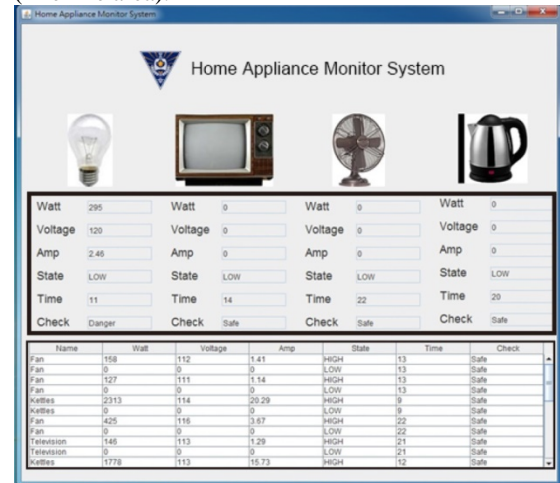 Home Appliance Monitor System
Home Appliance Monitor System
Watt 295 Watt 0 Watt 0 Watt 0
Voltage 120 Voltage 0 Voltage 0 Voltage 0
Amp 2.46 Amp 0 Amp 0 Amp 0
State LOW State LOW State LOW State LOW
Time 11 Time 14 Time 22 Time 20
Check Danger Check Safe Check Safe Check Safe
Name Watt Voltage Amp State Time Check
Fan 158 112 1.41 HIGH 13 Safe
Fan 0 0 0 LOW 13 Safe
Fan 127 111 1.14 HIGH 13 Safe
Fan 0 0 0 LOW 13 Safe
Kettles 2313 114 20.29 HIGH 9 Safe
Kettles 0 0 0 LOW 9 Safe
Fan 425 116 3.67 HIGH 22 Safe
Fan 0 0 0 LOW 22 Safe
Television 146 113 1.29 HIGH 21 Safe
Television 0 0 0 LOW 21 Safe
Kettles 1778 113 15.73 HIGH 12 Safe